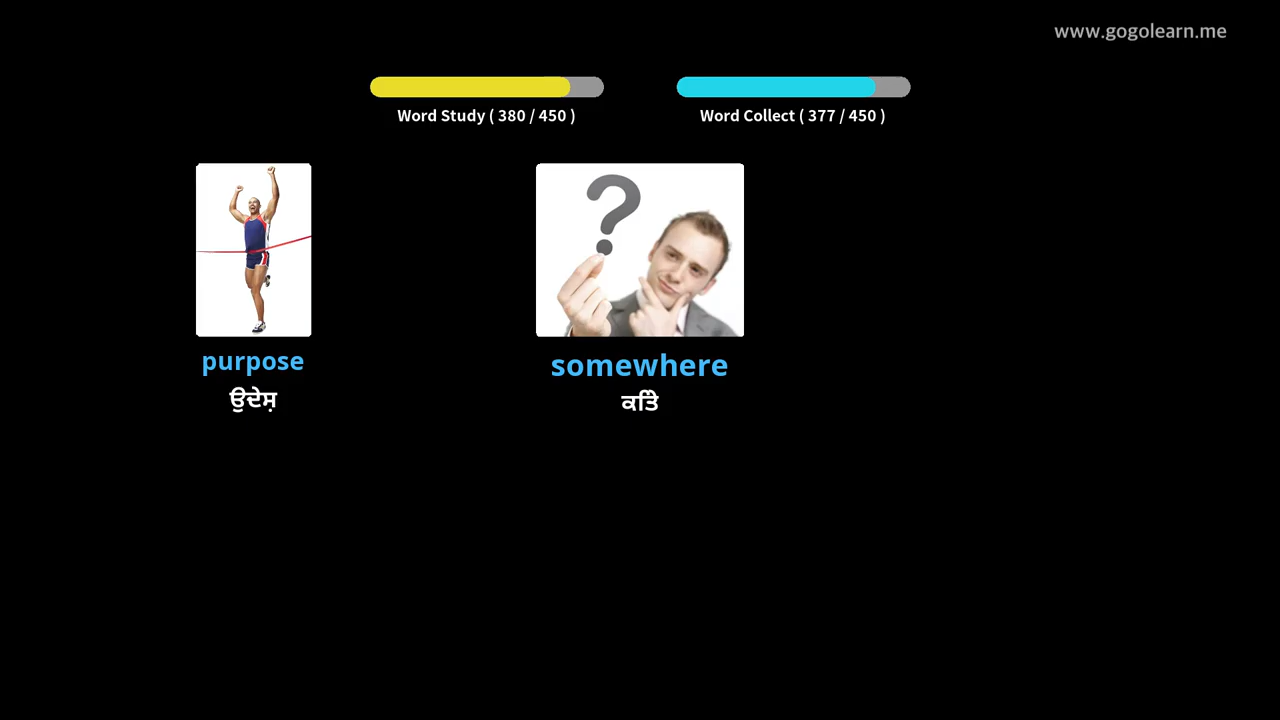 www.gogolearn.me
Word Study ( 380 / 450 )
Word Collect ( 377 / 450 )
purpose
ਉਦੇਸ਼
somewhere
ਕਤਿੇ